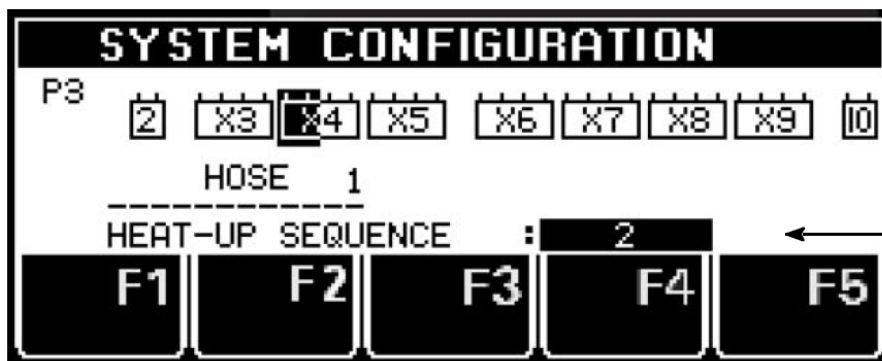 SYSTEM CONFIGURATION
P3
2 X3 X4 X5 X6 X7 X8 X9 10
HOSE 1
HEAT-UP SEQUENCE : 2
F1 F2 F3 F4 F5